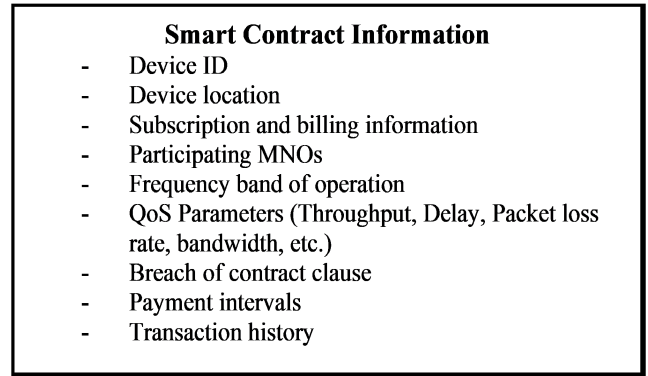 Smart Contract Information
- Device ID
- Device location
- Subscription and billing information
- Participating MNOs
- Frequency band of operation
- QoS Parameters (Throughput, Delay, Packet loss
rate, bandwidth, etc.)
- Breach of contract clause
- Payment intervals
- Transaction history